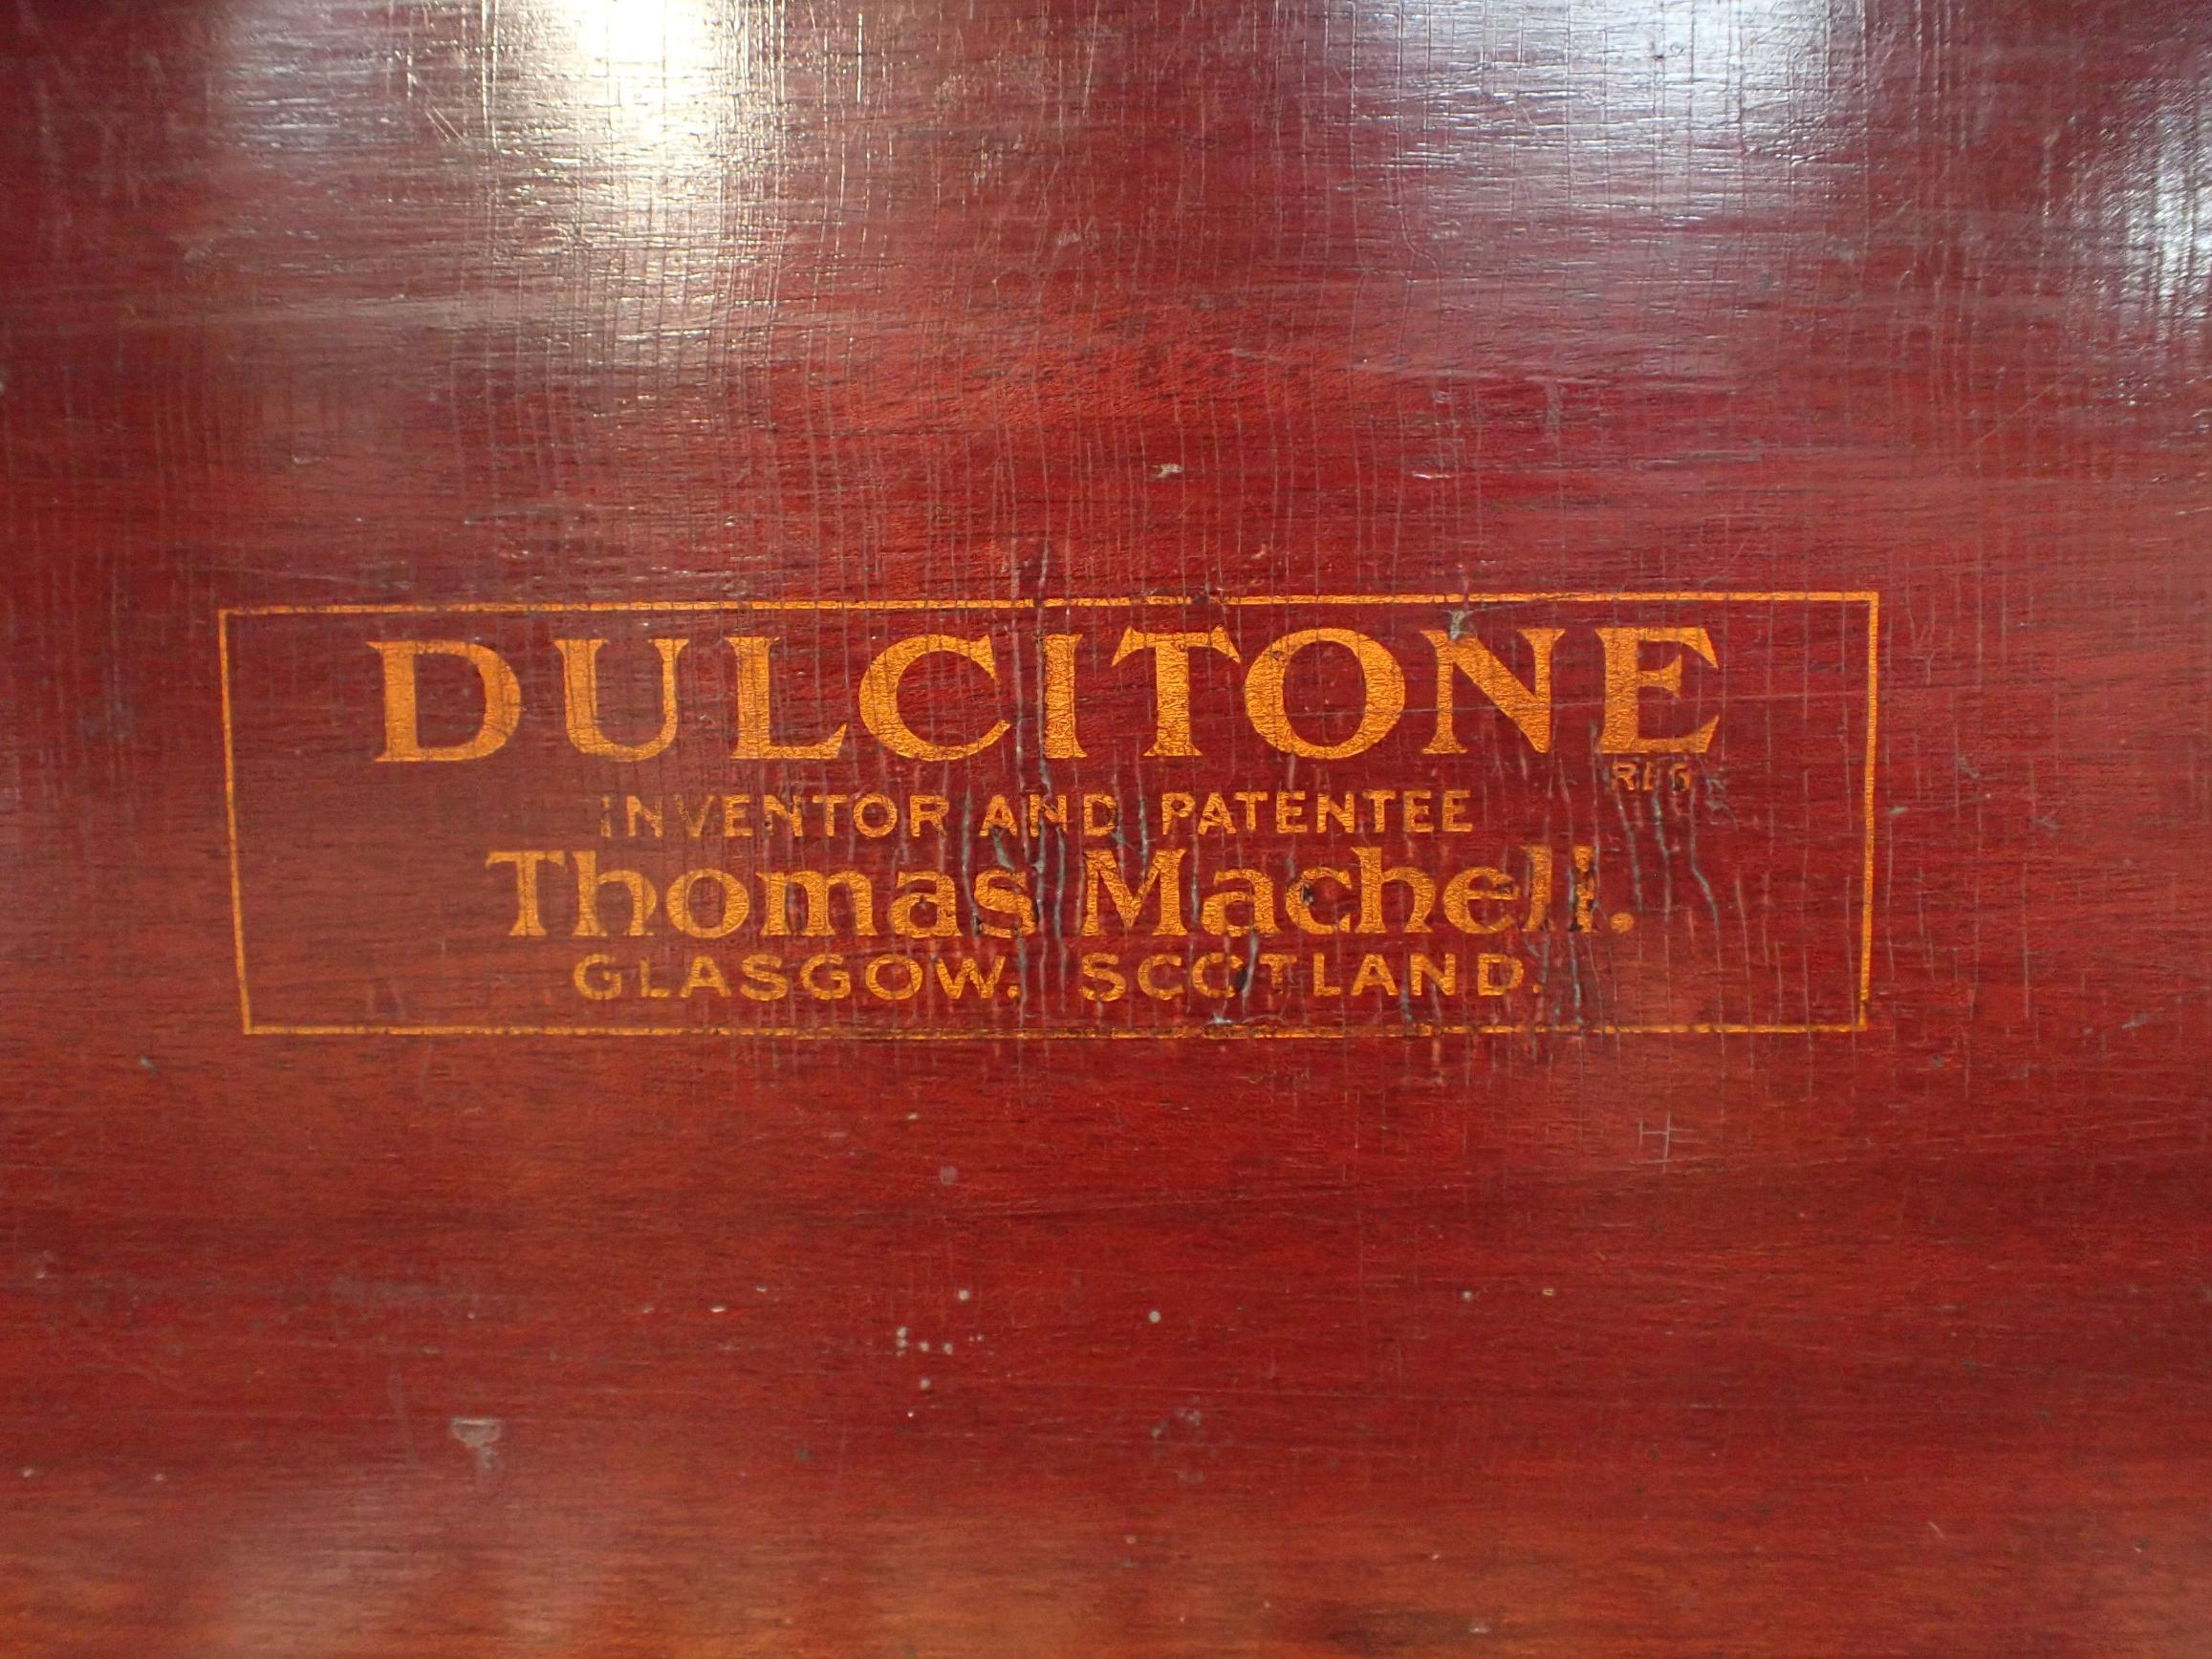 DULCITONE
REG
INVENTOR AND PATENTEE
Thomas Machell.
GLASGOW. SCOTLAND.